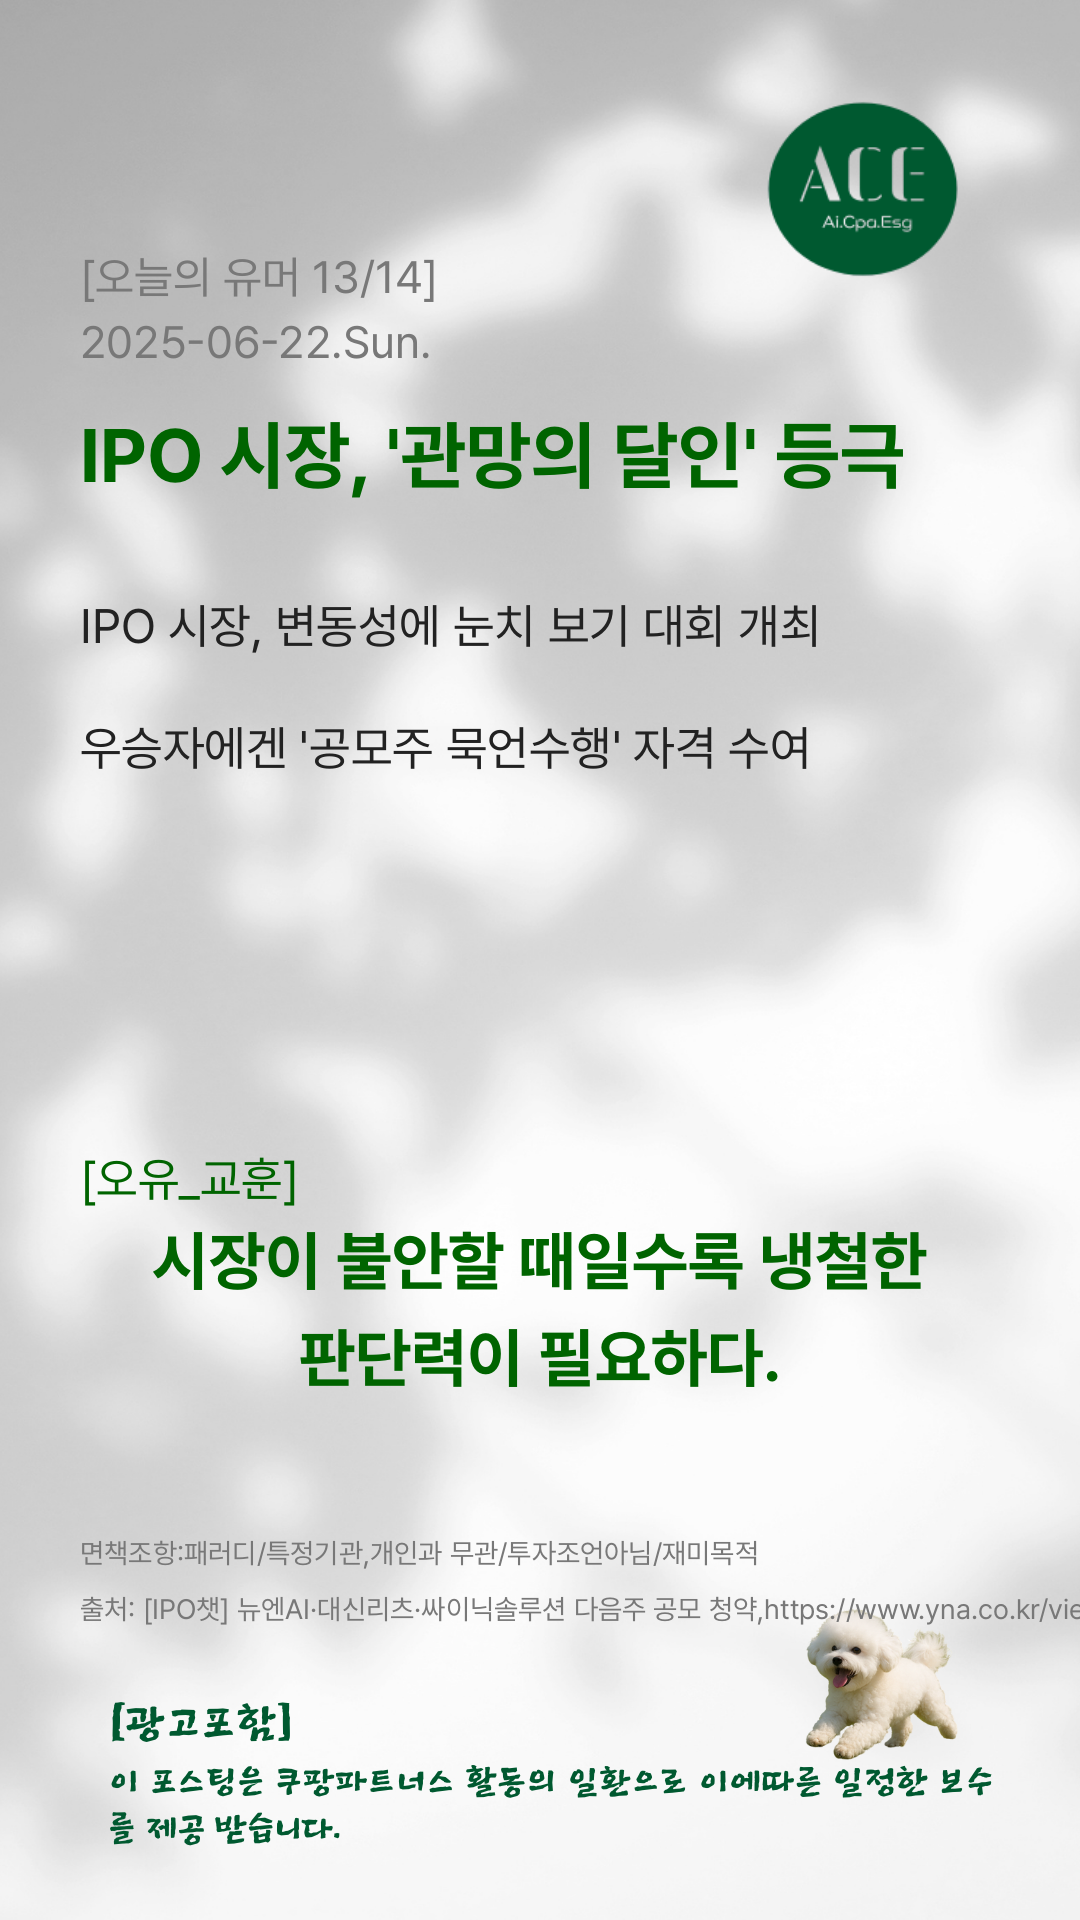 ACE
Ai.Cpa.Esg
[오늘의 유머 13/14]
2025-06-22.Sun.
IPO 시장, '관망의 달인' 등극
IPO 시장, 변동성에 눈치 보기 대회 개최
우승자에겐 '공모주 묵언수행' 자격 수여
[오유_교훈]
시장이 불안할 때일수록 냉철한
판단력이 필요하다.
면책조항:패러디/특정기관,개인과 무관/투자조언아님/재미목적
출처: [IPO챗] 뉴엔AI·대신리츠·싸이닉솔루션 다음주 공모 청약,https://www.yna.co.kr/vie
[광고포함]
이 포스팅은 쿠팡파트너스 활동의 일환으로 이에따른 일정한 보수
를 제공 받습니다.